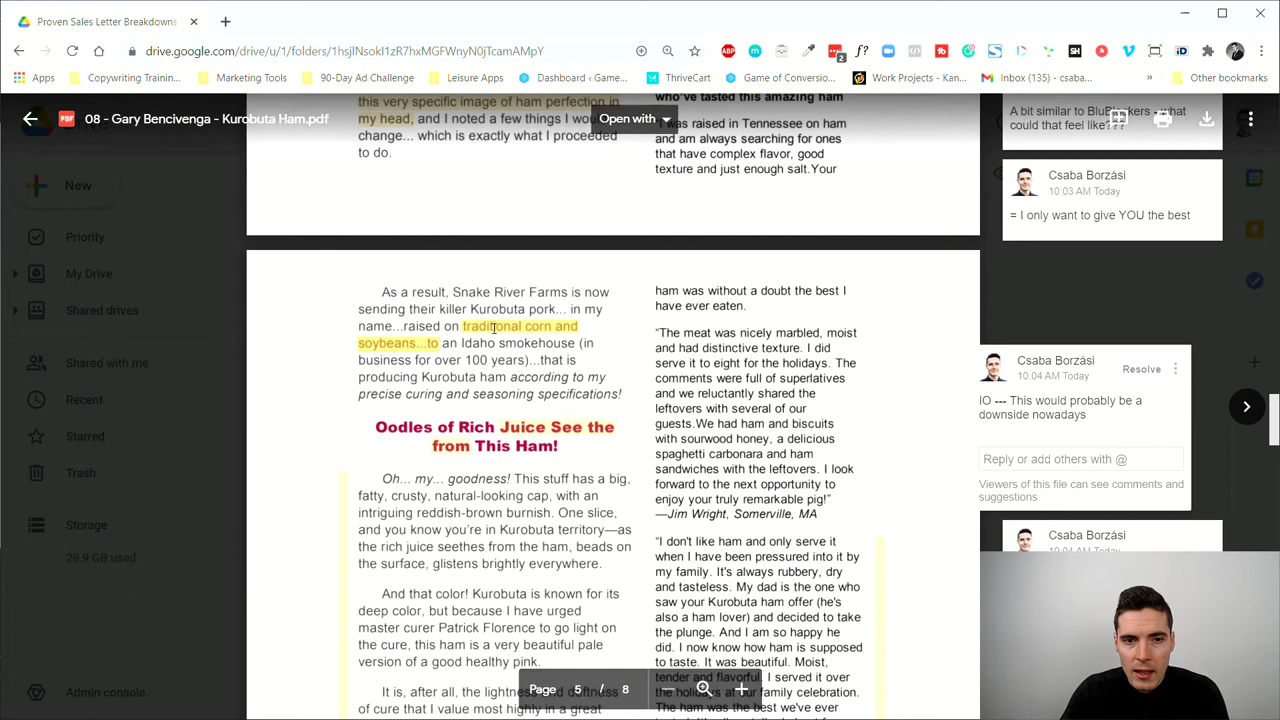 Proven Sales Letter Breakdowns
drive.google.com/drive/u/1/folders/1hsjlNsokI1zR7hxMGFWnyN0jTcamAMpY
Apps
Copywriting Trainin...
Marketing Tools
90-Day Ad Challenge
Leisure Apps
Dashboard ‹ Game...
ThriveCart
Game of Conversio...
Work Projects - Kan...
Inbox (135) - csaba...
»
Other bookmarks
08 - Gary Bencivenga - Kurobuta Ham.pdf
Open with
New
Priority
My Drive
Shared drives
Shared with me
Recent
Starred
Trash
Storage
29.9 GB used
Admin console
this very specific image of ham perfection in
my head, and I noted a few things I would
change... which is exactly what I proceeded
to do.
who've tasted this amazing ham
I was raised in Tennessee on ham
and am always searching for ones
that have complex flavor, good
texture and just enough salt.Your
As a result, Snake River Farms is now
sending their killer Kurobuta pork... in my
name...raised on traditional corn and
soybeans...to an Idaho smokehouse (in
business for over 100 years)...that is
producing Kurobuta ham according to my
precise curing and seasoning specifications!
Oodles of Rich Juice See the
from This Ham!
Oh... my... goodness! This stuff has a big,
fatty, crusty, natural-looking cap, with an
intriguing reddish-brown burnish. One slice,
and you know you're in Kurobuta territory—as
the rich juice seethes from the ham, beads on
the surface, glistens brightly everywhere.
And that color! Kurobuta is known for its
deep color, but because I have urged
master curer Patrick Florence to go light on
the cure, this ham is a very beautiful pale
version of a good healthy pink.
It is, after all, the lightness and deftness
of cure that I value most highly in a great
ham was without a doubt the best I
have ever eaten.
“The meat was nicely marbled, moist
and had distinctive texture. I did
serve it to eight for the holidays. The
comments were full of superlatives
and we reluctantly shared the
leftovers with several of our
guests.We had ham and biscuits
with sourwood honey, a delicious
spaghetti carbonara and ham
sandwiches with the leftovers. I look
forward to the next opportunity to
enjoy your truly remarkable pig!”
—Jim Wright, Somerville, MA
“I don't like ham and only serve it
when I have been pressured into it by
my family. It's always rubbery, dry
and tasteless. My dad is the one who
saw your Kurobuta ham offer (he's
also a ham lover) and decided to take
the plunge. And I am so happy he
did. I now know how ham is supposed
to taste. It was beautiful. Moist,
tender and flavorful. I served it over
the holidays at our family celebration.
The ham was the best we've ever
Page 5 / 8
A bit similar to BluBlockers - what
could that feel like???
Csaba Borzási
10:03 AM Today
= I only want to give YOU the best
Csaba Borzási
10:04 AM Today
Resolve
IO --- This would probably be a
downside nowadays
Reply or add others with @
Viewers of this file can see comments and
suggestions.
Csaba Borzási
10:04 AM Today